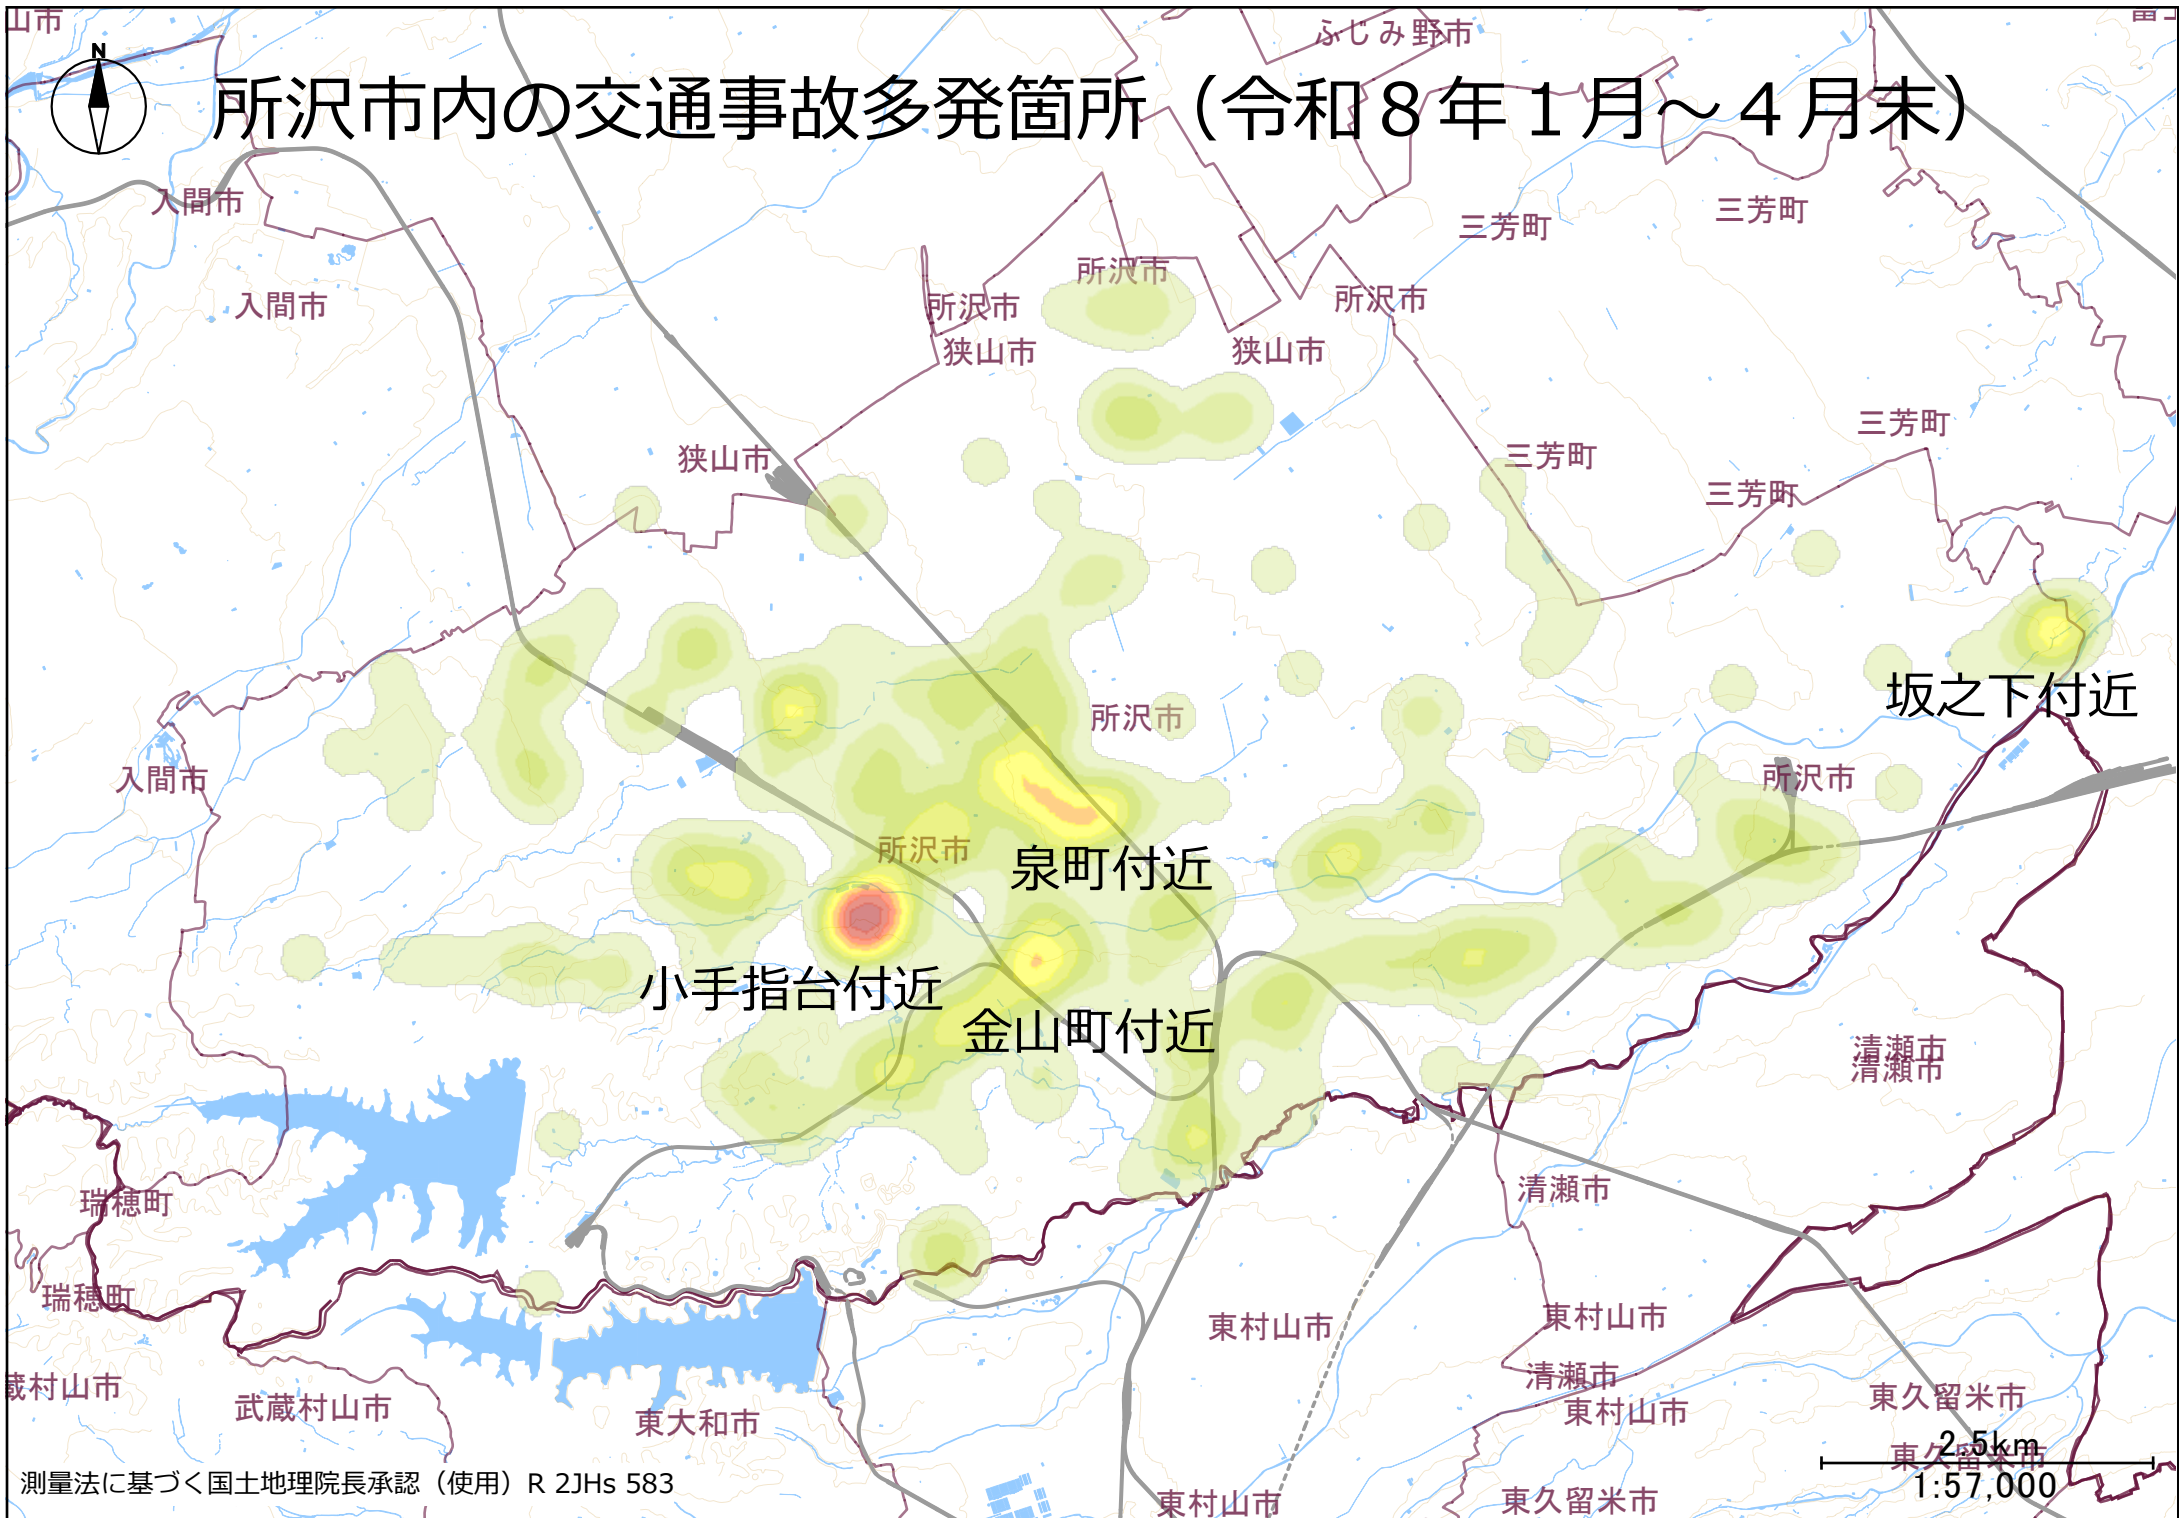 山市
ふじみ野市
N
所沢市内の交通事故多発箇所（令和８年１月～４月末）
入間市
三芳町
三芳町
所沢市
入間市
所沢市
所沢市
狭山市
狭山市
三芳町
狭山市
三芳町
三芳町
坂之下付近
所沢市
入間市
所沢市
所沢市
泉町付近
小手指台付近
金山町付近
清瀬市
清瀬市
清瀬市
瑞穂町
瑞穂町
東村山市
東村山市
清瀬市
蔵村山市
武蔵村山市
東村山市
東久留米市
東大和市
2.5km
東久留米市
測量法に基づく国土地理院長承認（使用）R 2JHs 583
1:57,000
東村山市
東久留米市